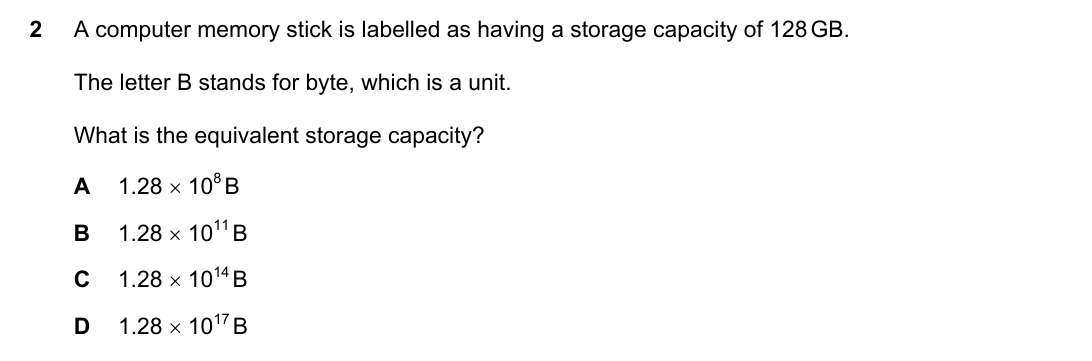 2 A computer memory stick is labelled as having a storage capacity of 128 GB.
The letter B stands for byte, which is a unit.
What is the equivalent storage capacity?
A 1.28 × 10⁸ B
B 1.28 × 10¹¹ B
C 1.28 × 10¹⁴ B
D 1.28 × 10¹⁷ B